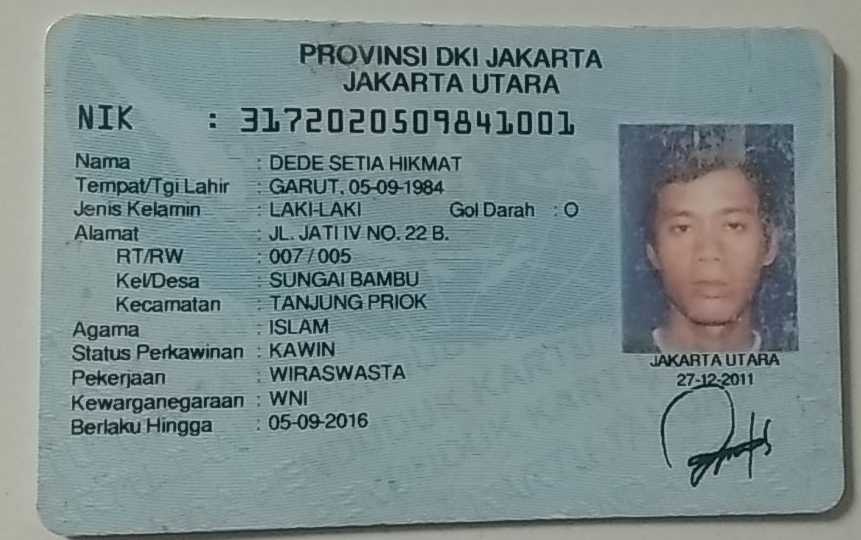 PROVINSI DKI JAKARTA
JAKARTA UTARA
NIK : 3172020509841001
Nama : DEDE SETIA HIKMAT
Tempat/Tgl Lahir : GARUT, 05-09-1984
Jenis Kelamin : LAKI-LAKI Gol Darah : O
Alamat : JL. JATI IV NO. 22 B.
RT/RW : 007 / 005
Kel/Desa : SUNGAI BAMBU
Kecamatan : TANJUNG PRIOK
Agama : ISLAM
Status Perkawinan : KAWIN
Pekerjaan : WIRASWASTA
Kewarganegaraan : WNI
Berlaku Hingga : 05-09-2016
JAKARTA UTARA
27-12-2011